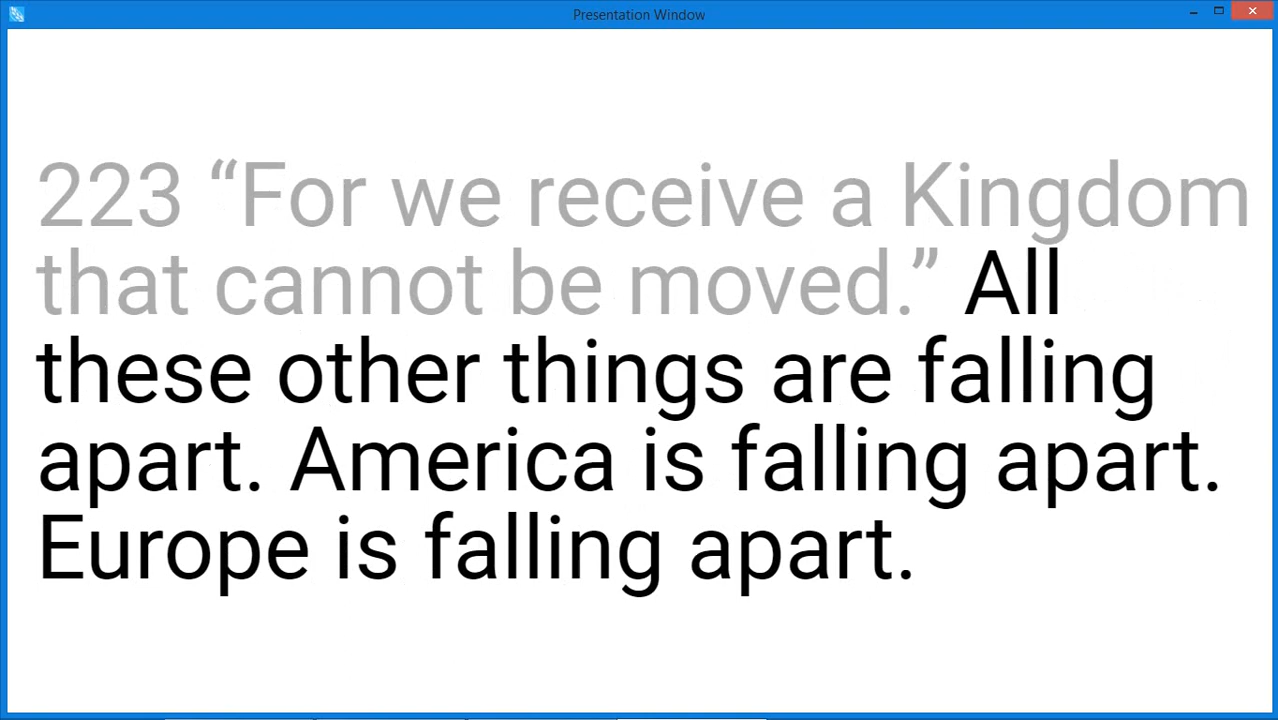 Presentation Window
223 “For we receive a Kingdom
that cannot be moved.” All
these other things are falling
apart. America is falling apart.
Europe is falling apart.